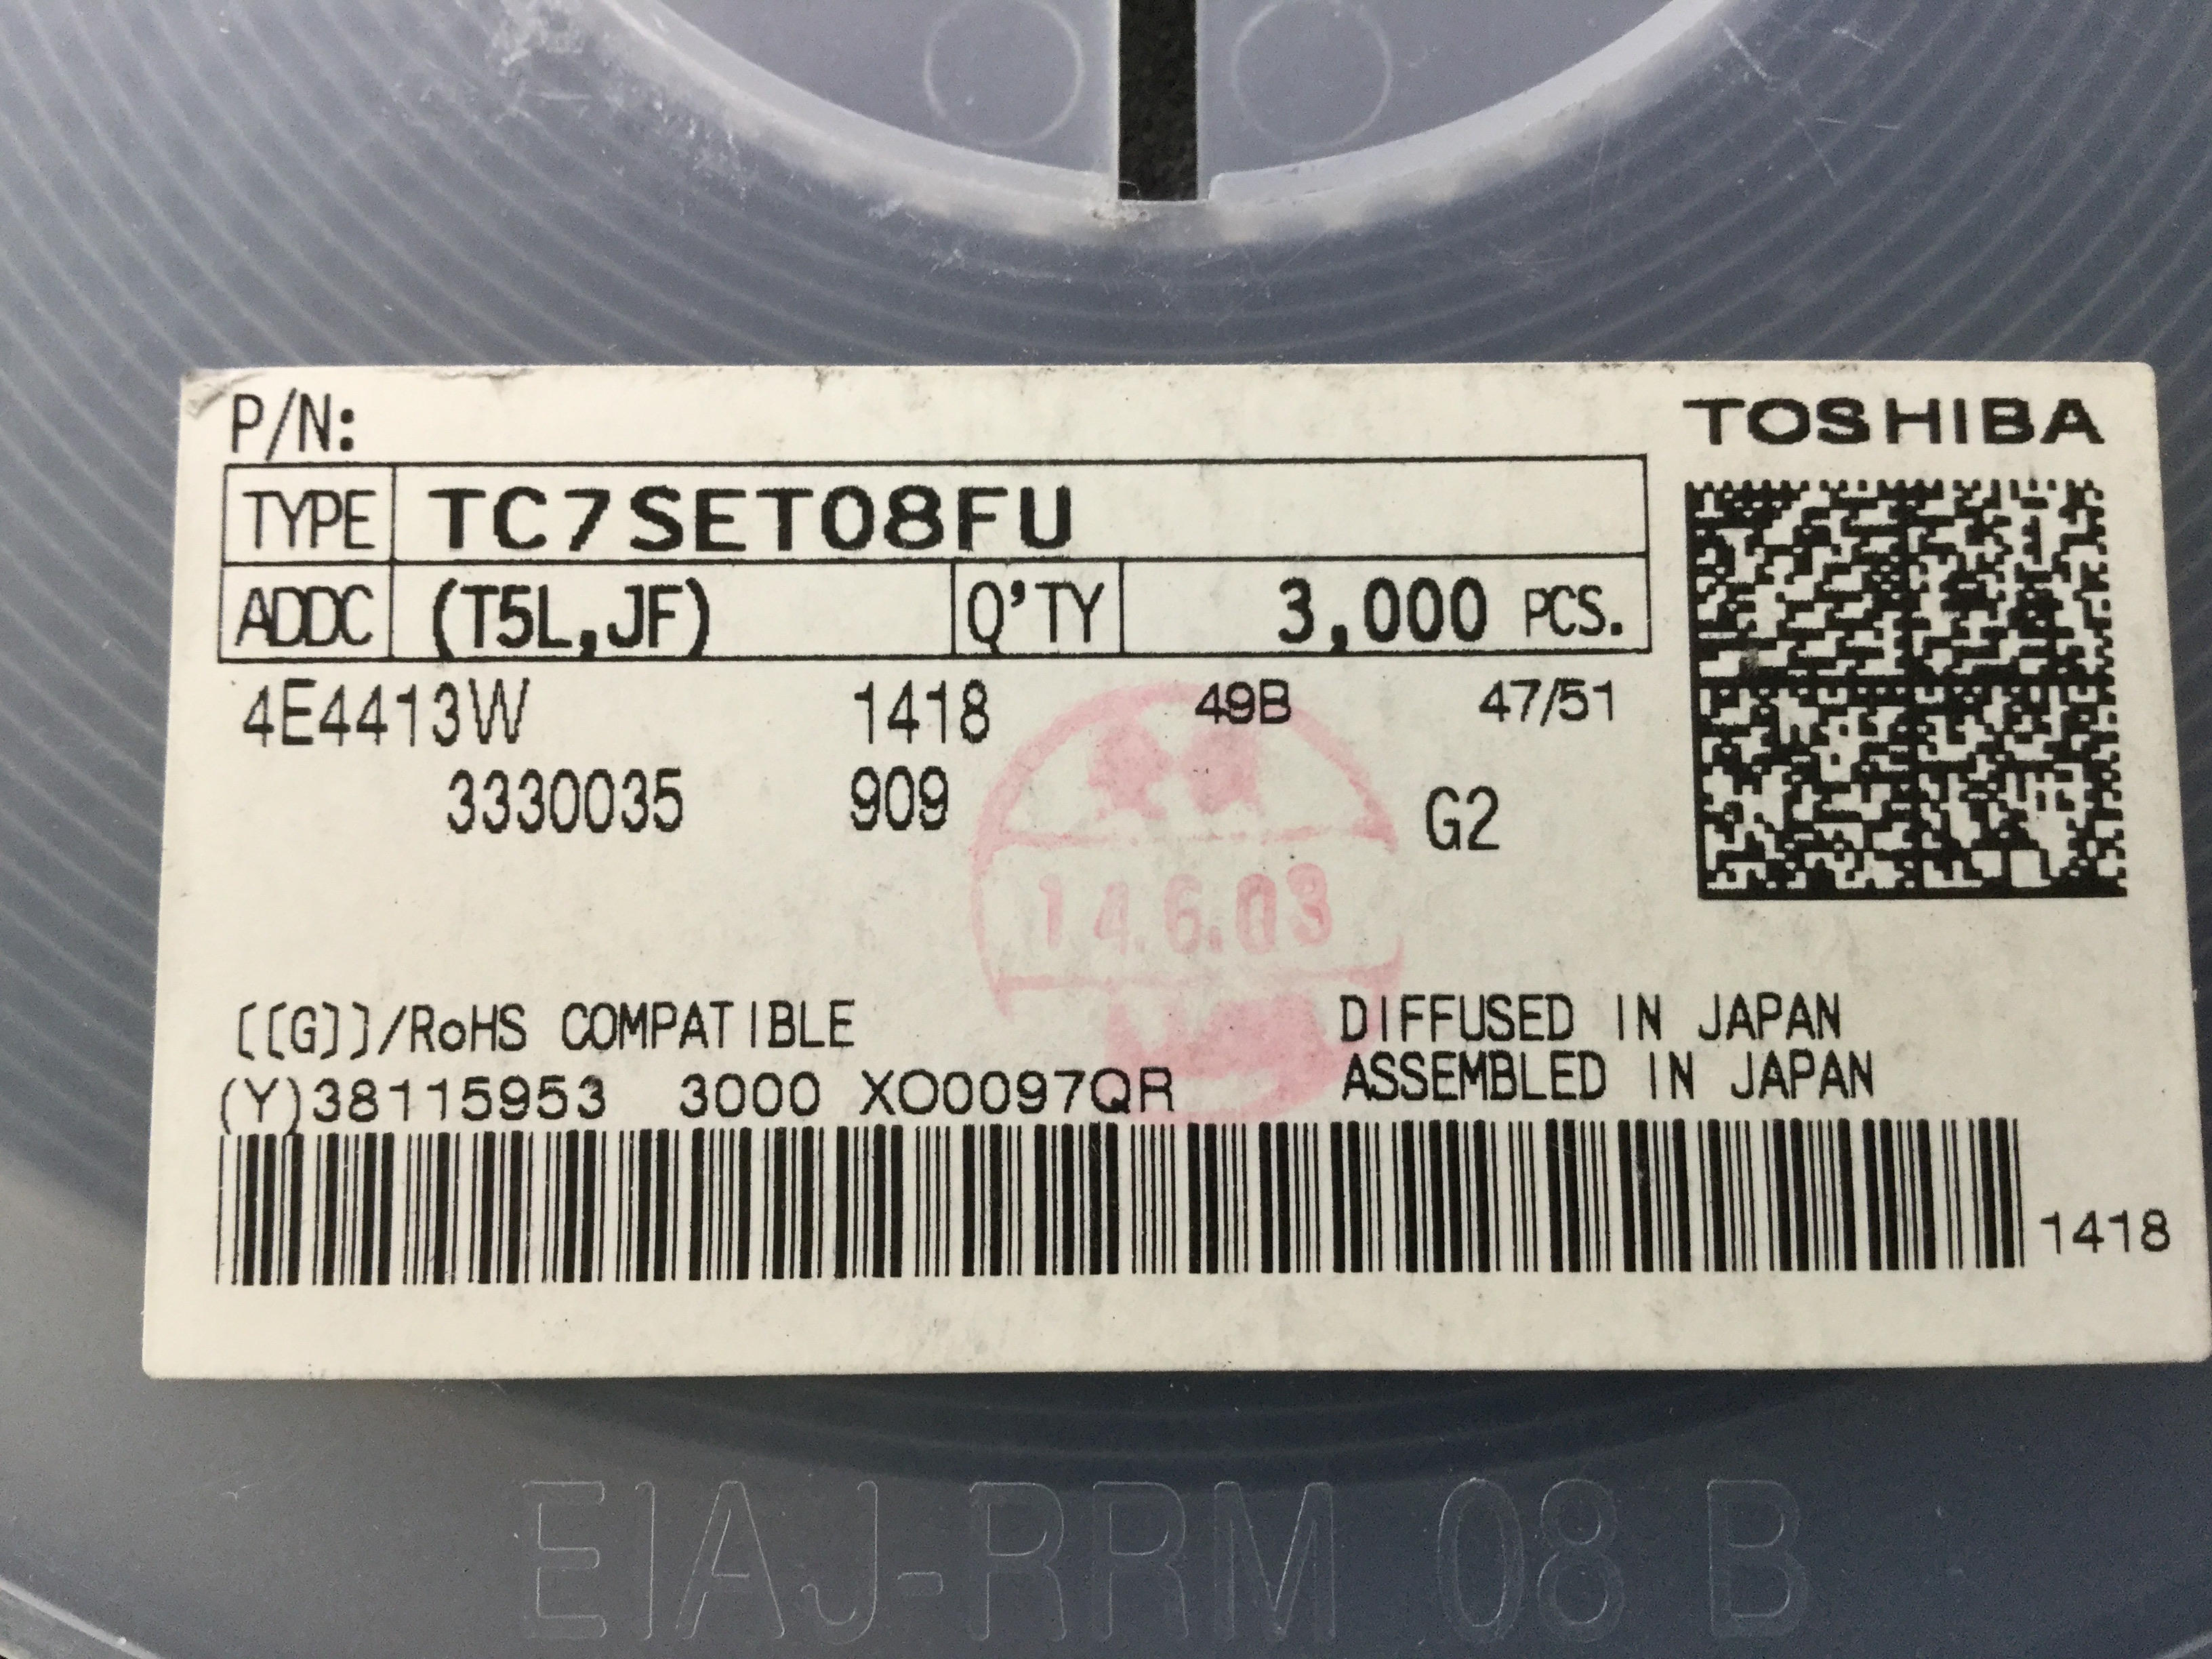 P/N:
TOSHIBA
TYPE TC7SET08FU
ADDC (T5L,JF) Q'TY 3,000 PCS.
4E4413W 1418 49B 47/51
3330035 909 G2
14.6.03
[[G]]/RoHS COMPATIBLE
DIFFUSED IN JAPAN
ASSEMBLED IN JAPAN
(Y)38115953 3000 XO0097QR
1418
EIAJ-RRM 08 B